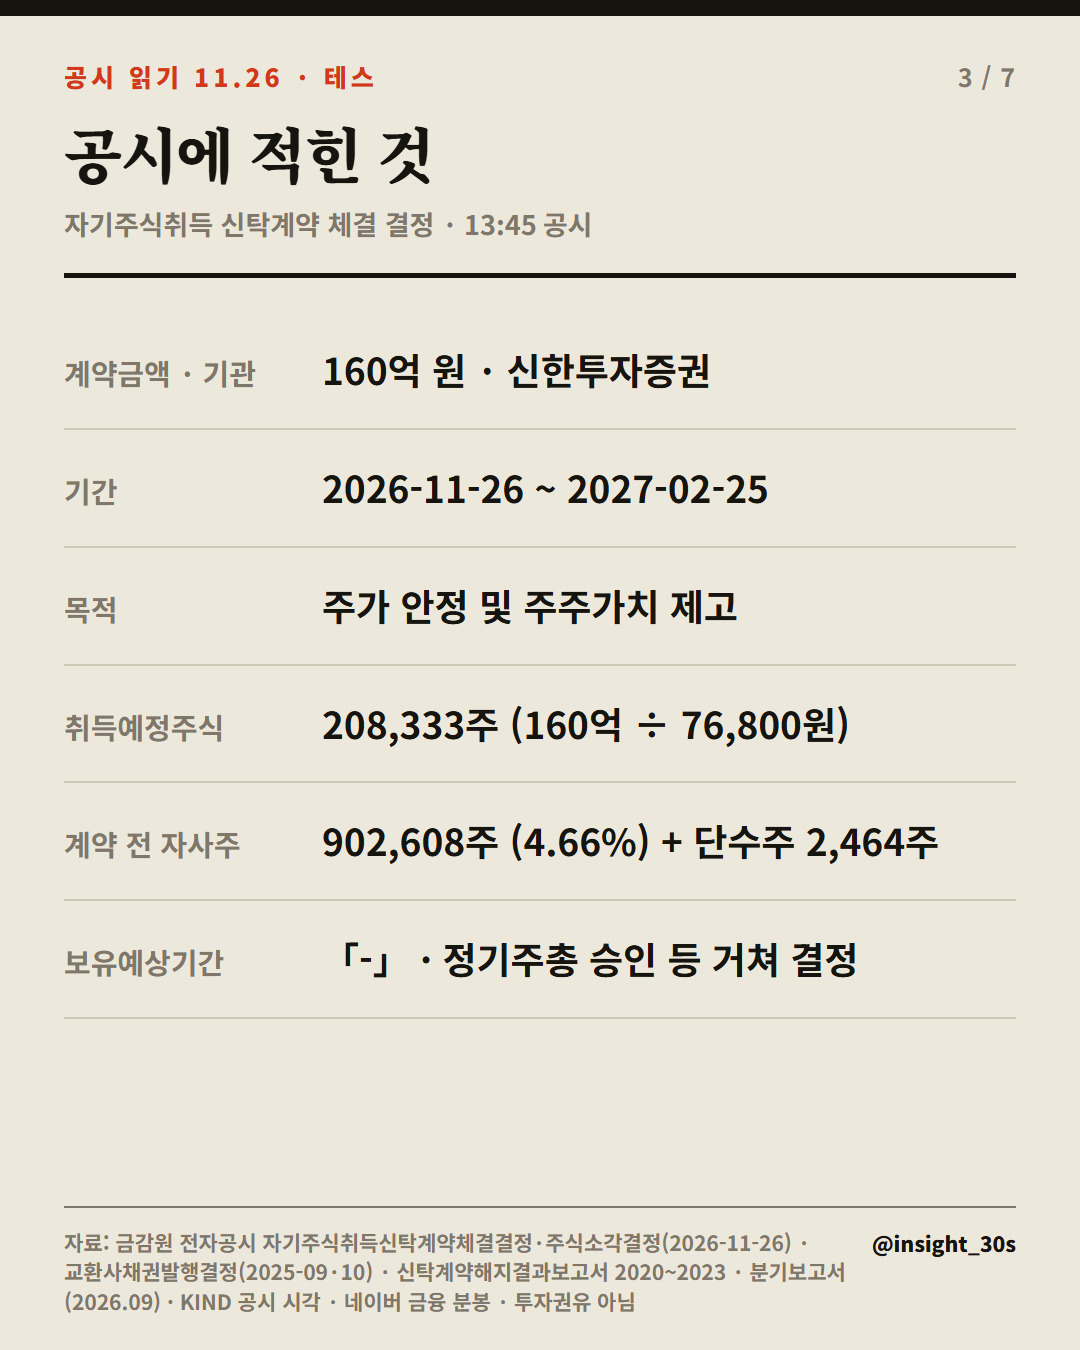 공시 읽기 11.26 · 테스
3 / 7
공시에 적힌 것
자기주식취득 신탁계약 체결 결정 · 13:45 공시
계약금액 · 기관 160억 원 · 신한투자증권
기간 2026-11-26 ~ 2027-02-25
목적 주가 안정 및 주주가치 제고
취득예정주식 208,333주 (160억 ÷ 76,800원)
계약 전 자사주 902,608주 (4.66%) + 단수주 2,464주
보유예상기간 「-」 · 정기주총 승인 등 거쳐 결정
자료: 금감원 전자공시 자기주식취득신탁계약체결결정·주식소각결정(2026-11-26) ·
교환사채권발행결정(2025-09·10) · 신탁계약해지결과보고서 2020~2023 · 분기보고서
(2026.09) · KIND 공시 시각 · 네이버 금융 분봉 · 투자권유 아님
@insight_30s